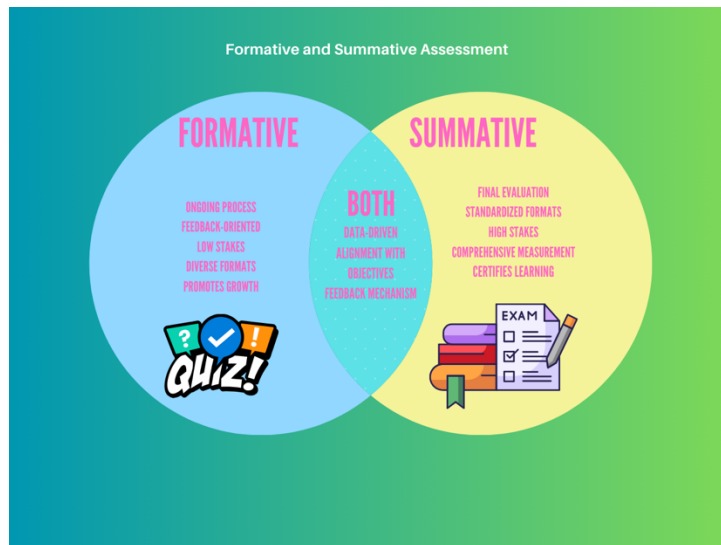 Formative and Summative Assessment
FORMATIVE
ONGOING PROCESS
FEEDBACK-ORIENTED
LOW STAKES
DIVERSE FORMATS
PROMOTES GROWTH
? !
QUIZ!
BOTH
DATA-DRIVEN
ALIGNMENT WITH
OBJECTIVES
FEEDBACK MECHANISM
SUMMATIVE
FINAL EVALUATION
STANDARDIZED FORMATS
HIGH STAKES
COMPREHENSIVE MEASUREMENT
CERTIFIES LEARNING
EXAM